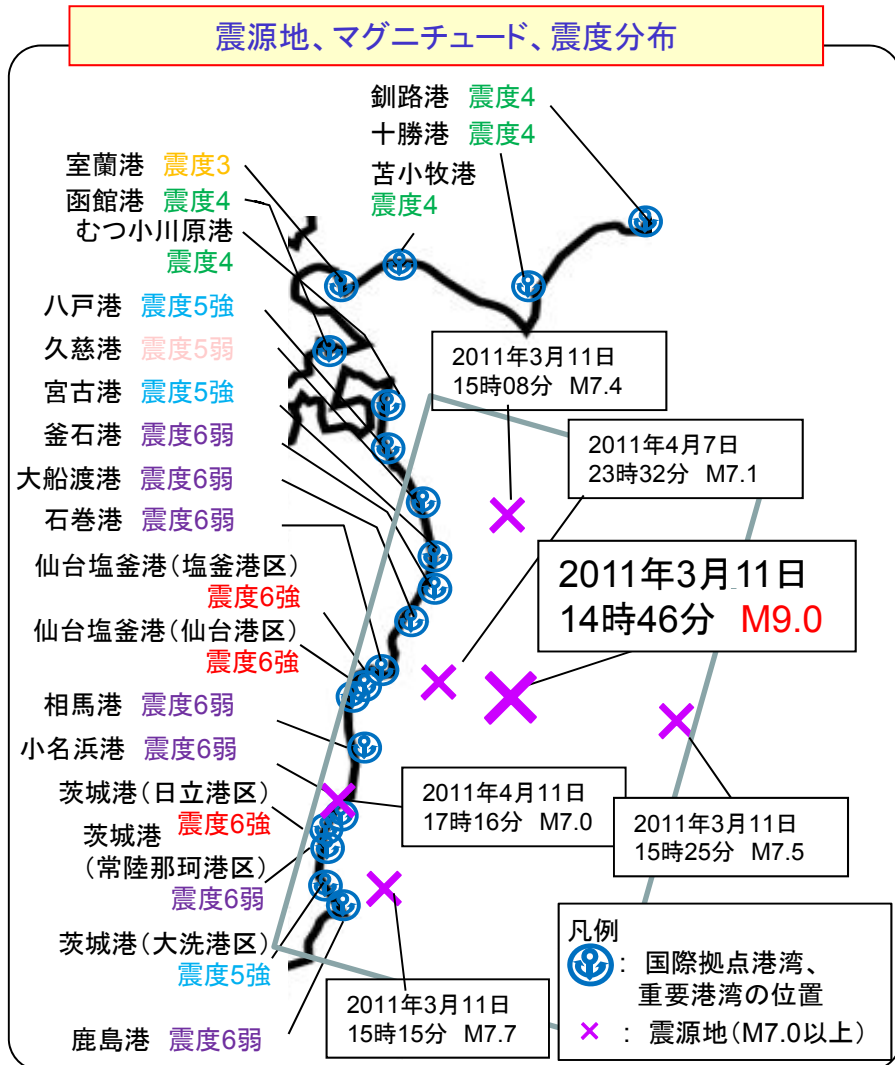 震源地、マグニチュード、震度分布
釧路港 震度4
十勝港 震度4
苫小牧港
震度4
室蘭港 震度3
函館港 震度4
むつ小川原港
震度4
八戸港 震度5強
久慈港 震度5弱
宮古港 震度5強
釜石港 震度6弱
大船渡港 震度6弱
石巻港 震度6弱
仙台塩釜港(塩釜港区)
震度6強
仙台塩釜港(仙台港区)
震度6強
相馬港 震度6弱
小名浜港 震度6弱
茨城港(日立港区)
震度6強
茨城港
(常陸那珂港区)
震度6弱
茨城港(大洗港区)
震度5強
鹿島港 震度6弱
2011年3月11日
15時08分 M7.4
2011年4月7日
23時32分 M7.1
2011年3月11日
14時46分 M9.0
2011年4月11日
17時16分 M7.0
2011年3月11日
15時25分 M7.5
2011年3月11日
15時15分 M7.7
凡例
: 国際拠点港湾、
重要港湾の位置
: 震源地(M7.0以上)